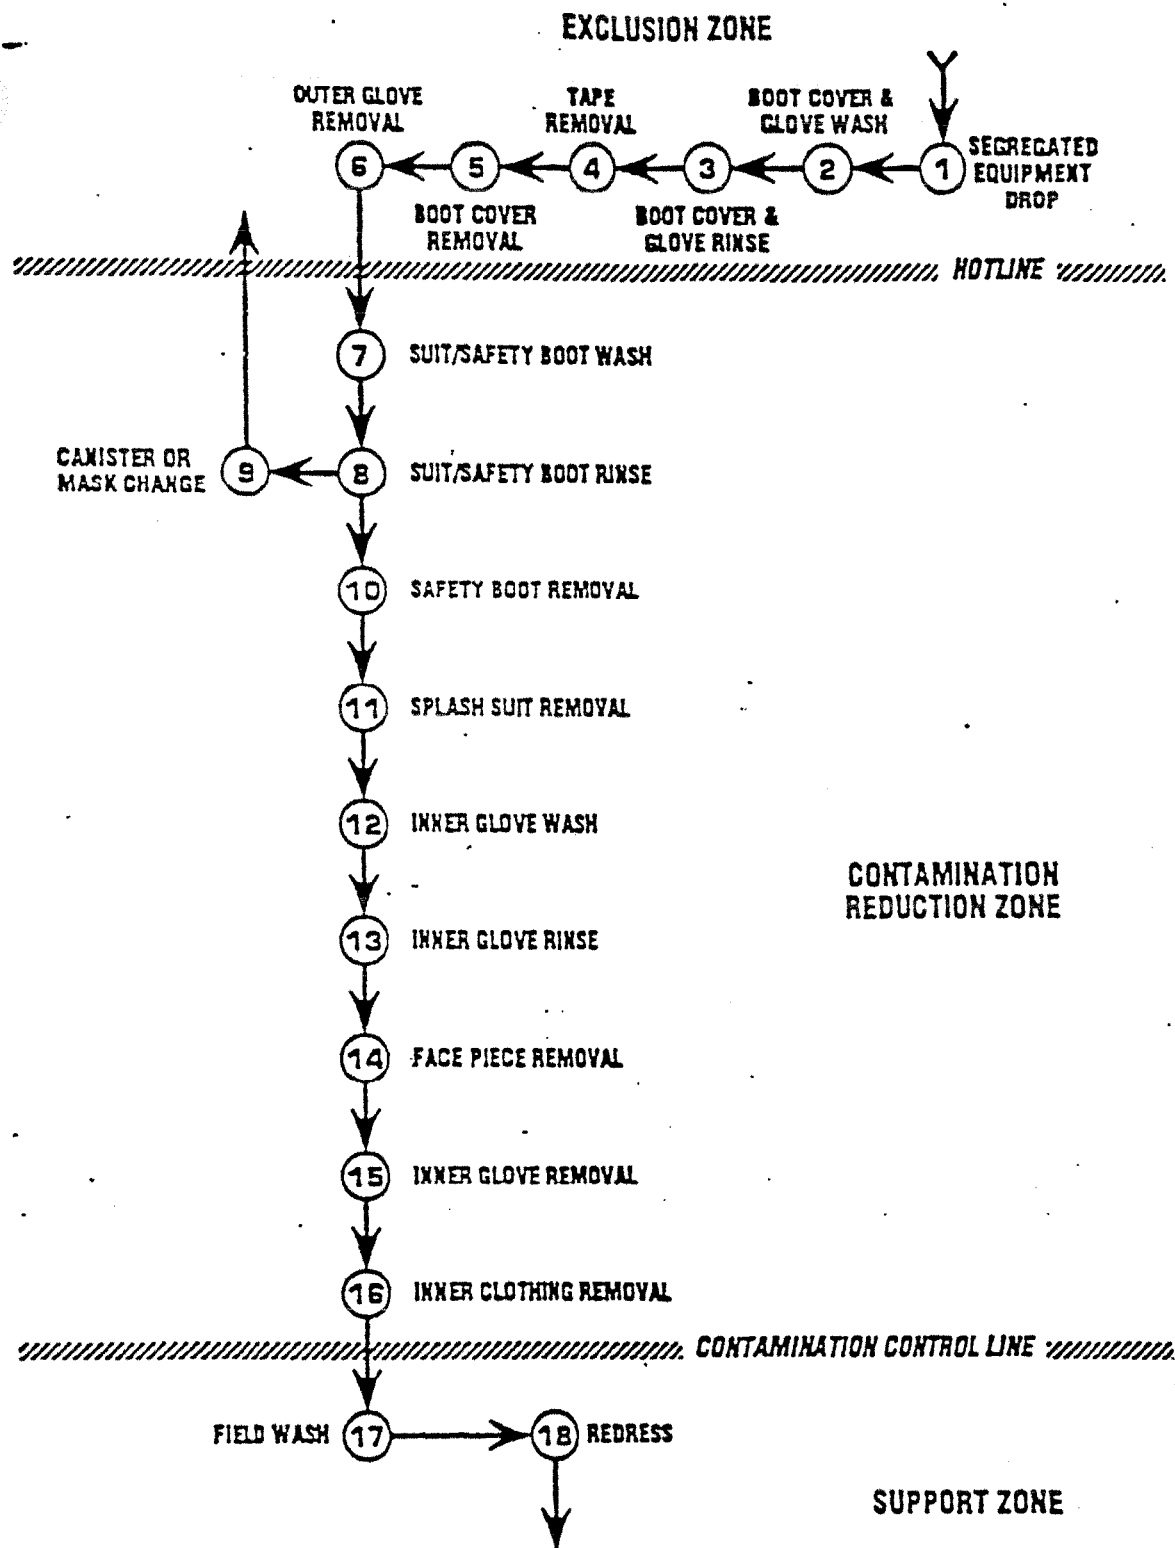 EXCLUSION ZONE
OUTER GLOVE
REMOVAL
TAPE
REMOVAL
BOOT COVER &
GLOVE WASH
6
5
4
3
2
1
SEGREGATED
EQUIPMENT
DROP
BOOT COVER
REMOVAL
BOOT COVER &
GLOVE RINSE
HOTLINE
7 SUIT/SAFETY BOOT WASH
CANISTER OR
MASK CHANGE
9
8 SUIT/SAFETY BOOT RINSE
10 SAFETY BOOT REMOVAL
11 SPLASH SUIT REMOVAL
12 INNER GLOVE WASH
CONTAMINATION
REDUCTION ZONE
13 INNER GLOVE RINSE
14 FACE PIECE REMOVAL
15 INNER GLOVE REMOVAL
16 INNER CLOTHING REMOVAL
CONTAMINATION CONTROL LINE
FIELD WASH 17
18 REDRESS
SUPPORT ZONE